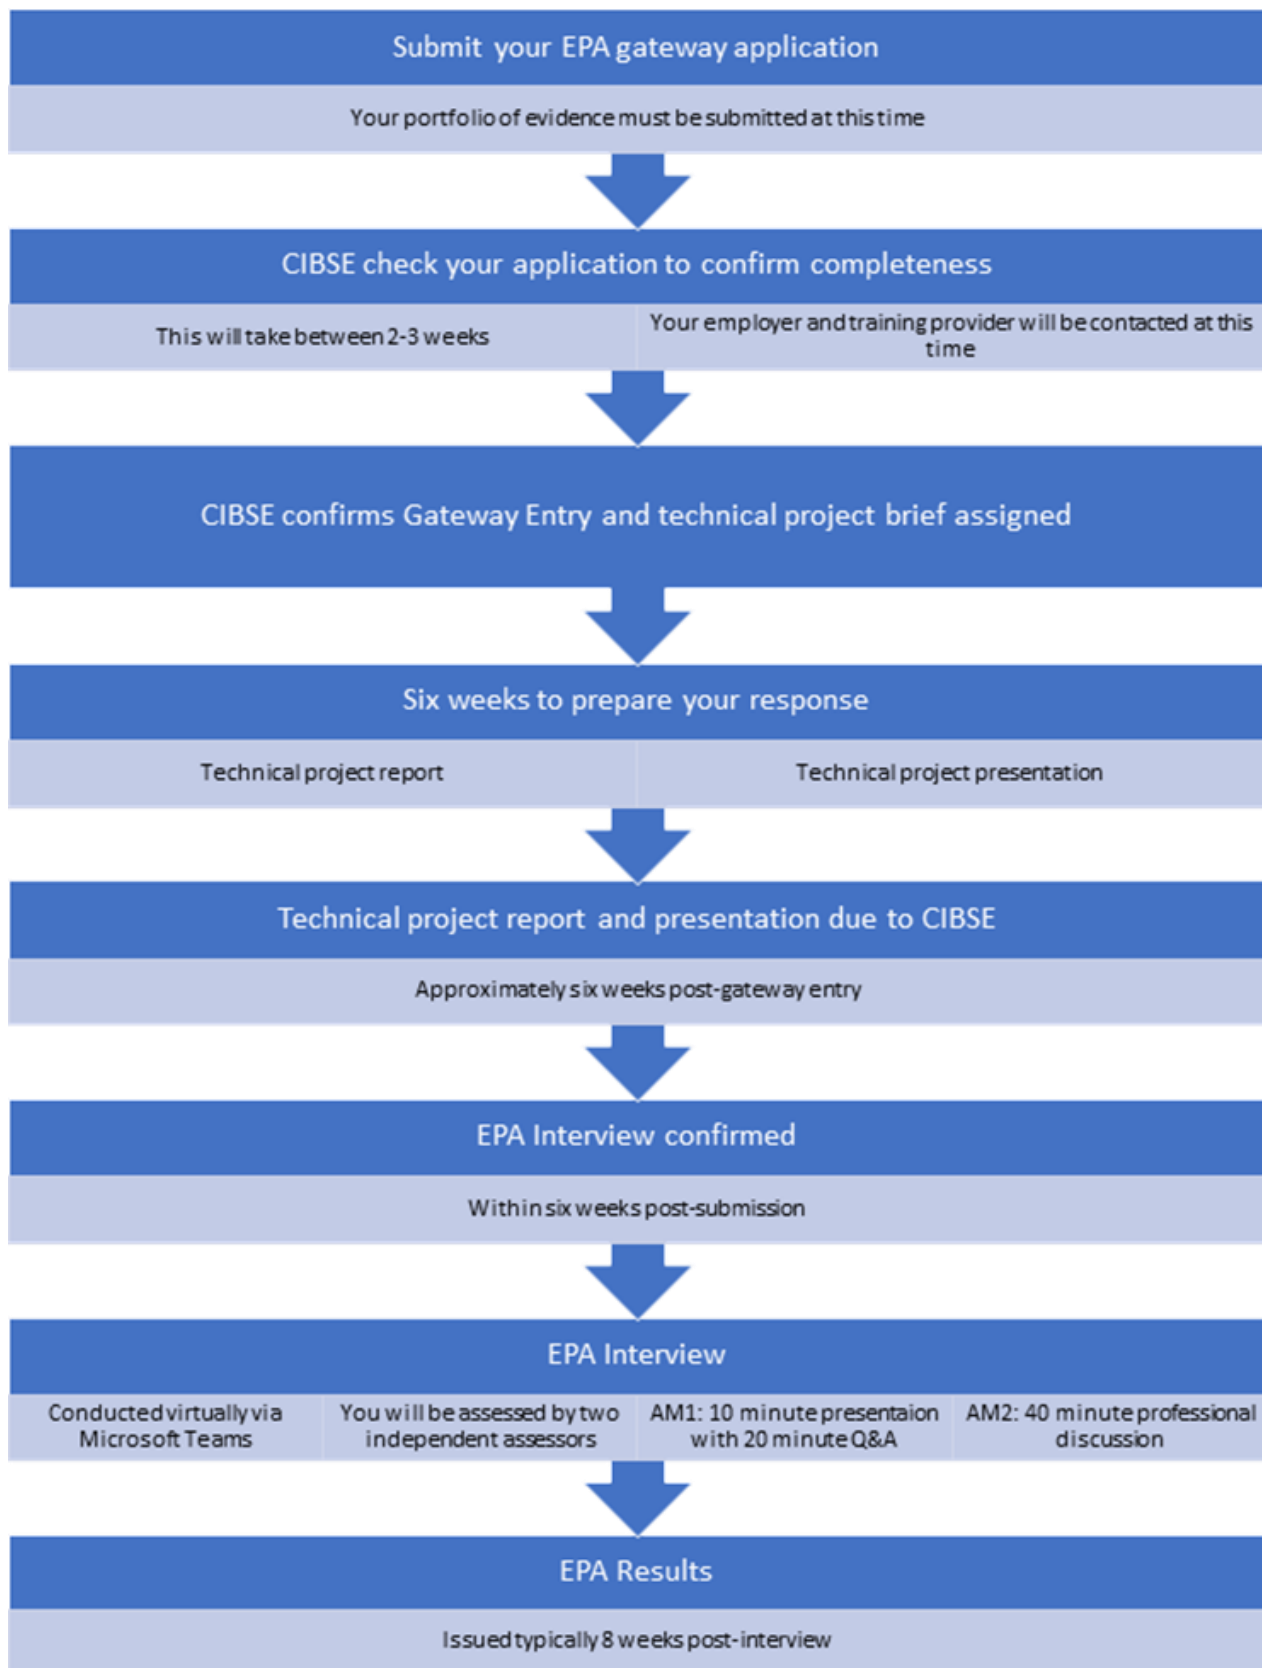 Submit your EPA gateway application
Your portfolio of evidence must be submitted at this time
CIBSE check your application to confirm completeness
This will take between 2-3 weeks
Your employer and training provider will be contacted at this
time
CIBSE confirms Gateway Entry and technical project brief assigned
Six weeks to prepare your response
Technical project report
Technical project presentation
Technical project report and presentation due to CIBSE
Approximately six weeks post-gateway entry
EPA Interview confirmed
Within six weeks post-submission
EPA Interview
Conducted virtually via
Microsoft Teams
You will be assessed by two
independent assessors
AM1: 10 minute presentaion
with 20 minute Q&A
AM2: 40 minute professional
discussion
EPA Results
Issued typically 8 weeks post-interview